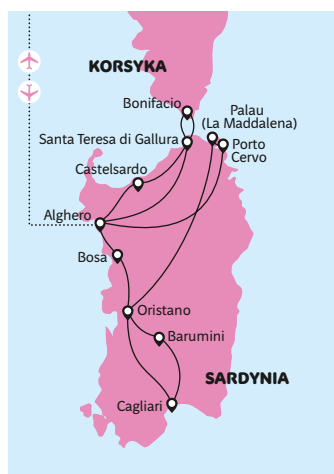 KORSYKA
Bonifacio
Palau
(La Maddalena)
Santa Teresa di Gallura
Porto
Cervo
Castelsardo
Alghero
Bosa
Oristano
Barumini
SARDYNIA
Cagliari